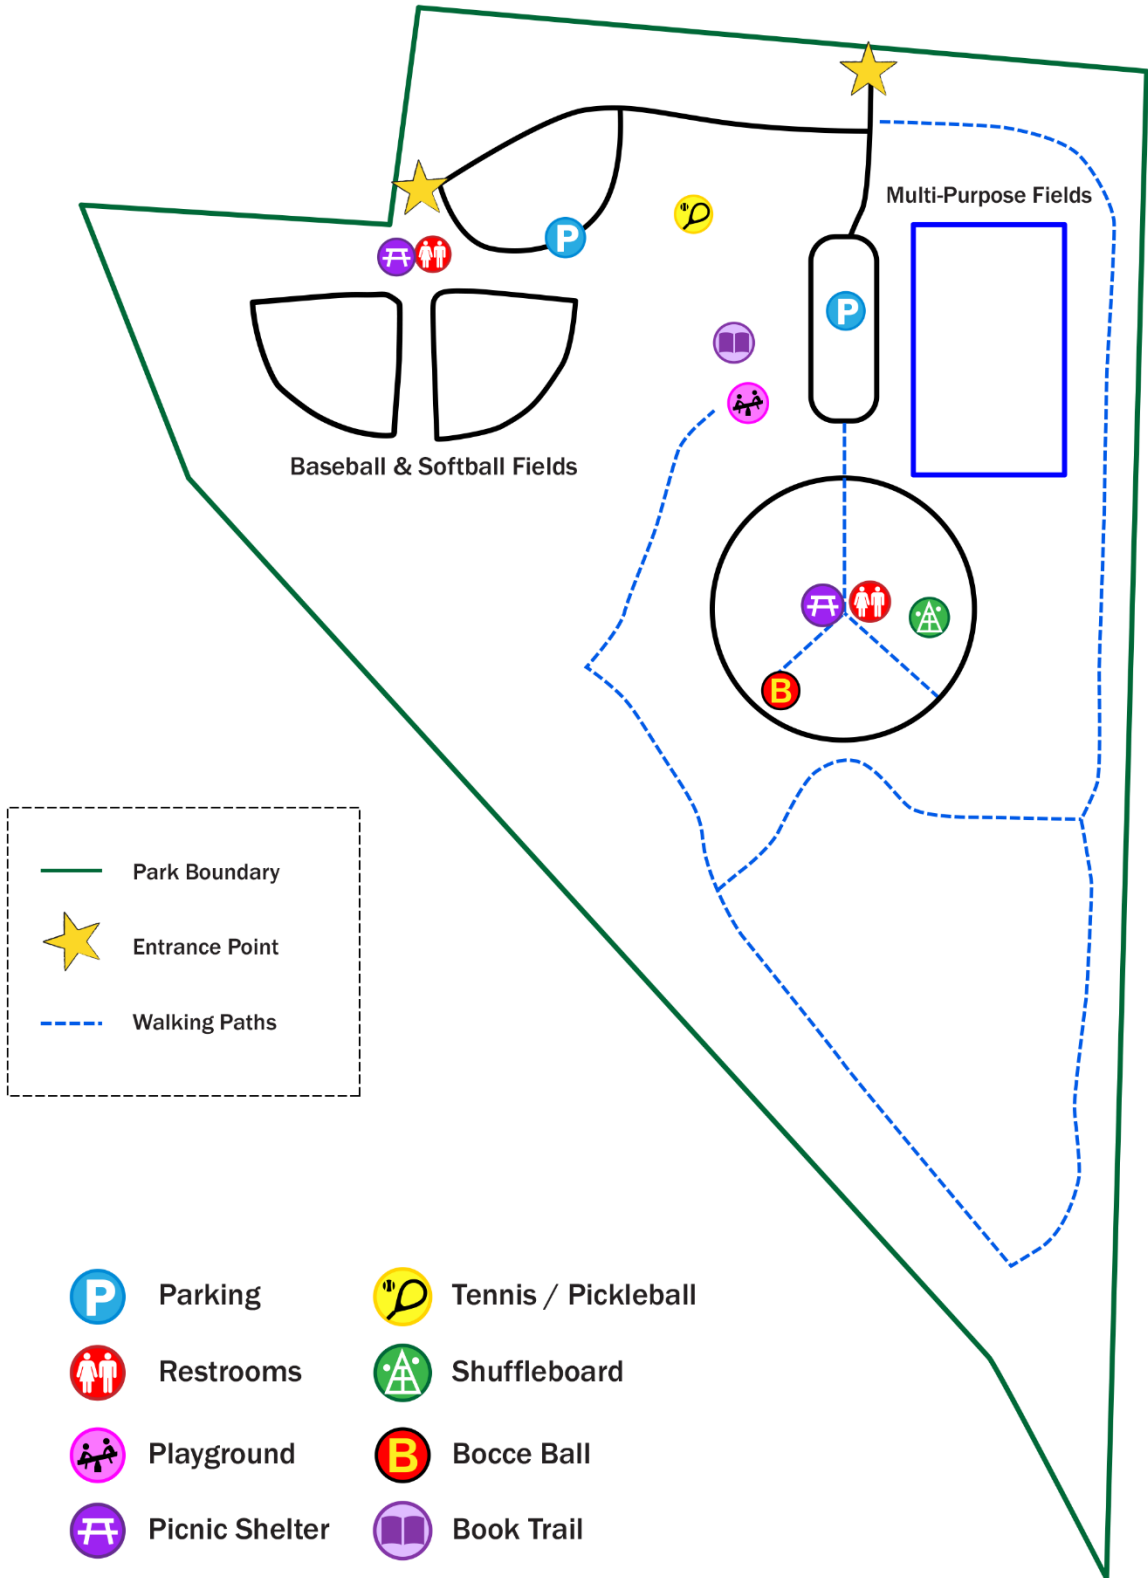 Multi-Purpose Fields
P
P
Baseball & Softball Fields
B
Park Boundary
Entrance Point
Walking Paths
P Parking
Tennis / Pickleball
Restrooms
Shuffleboard
Playground
B Bocce Ball
Picnic Shelter
Book Trail